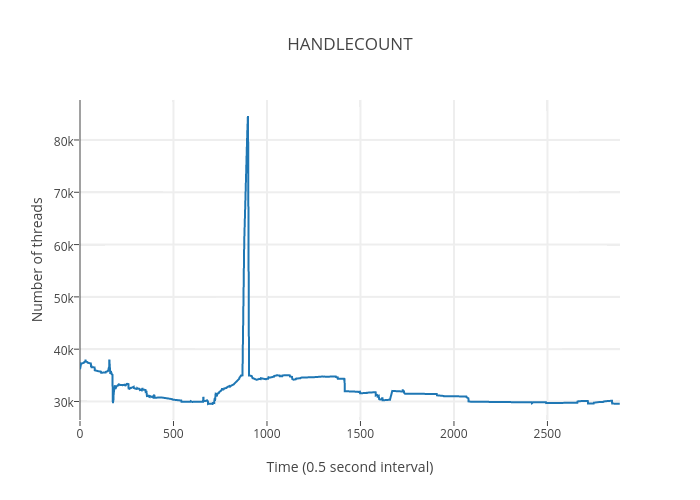 HANDLECOUNT
80k
70k
60k
50k
40k
30k
Number of threads
0
500
1000
1500
2000
2500
Time (0.5 second interval)